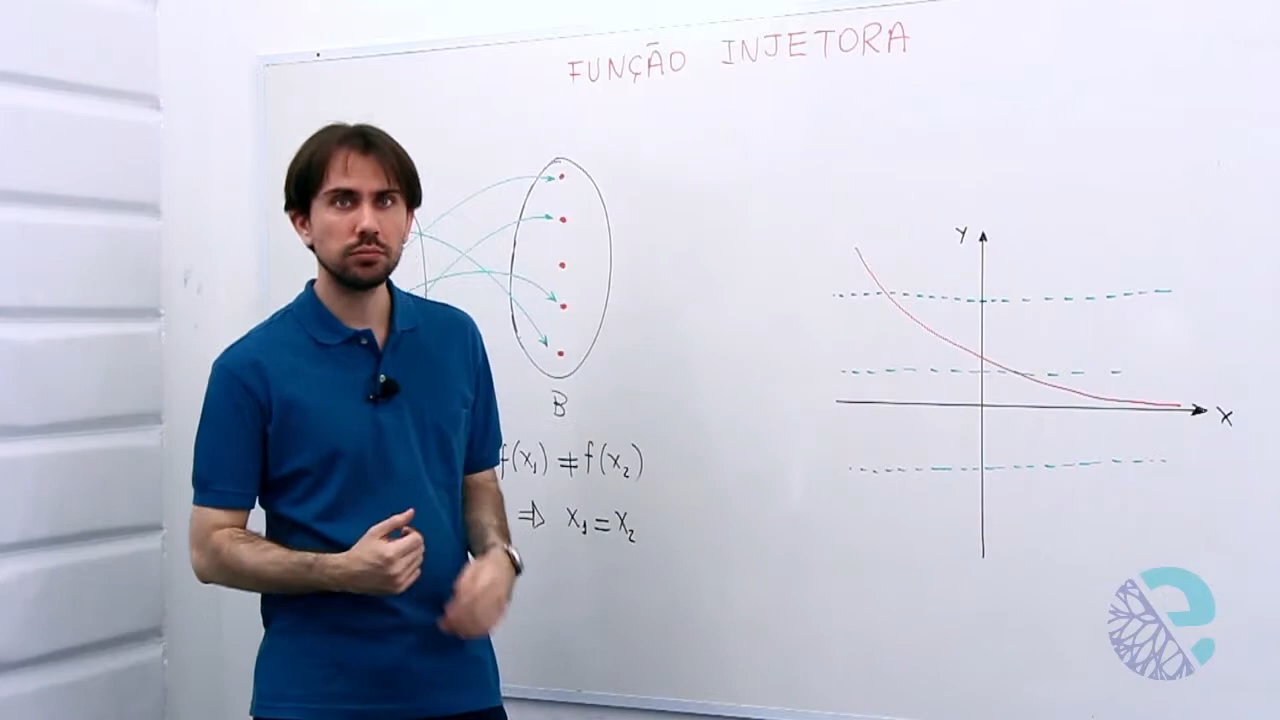 FUNÇÃO INJETORA
B
f(x₁) ≠ f(x₂)
⇒ x₁ = x₂
Y
X